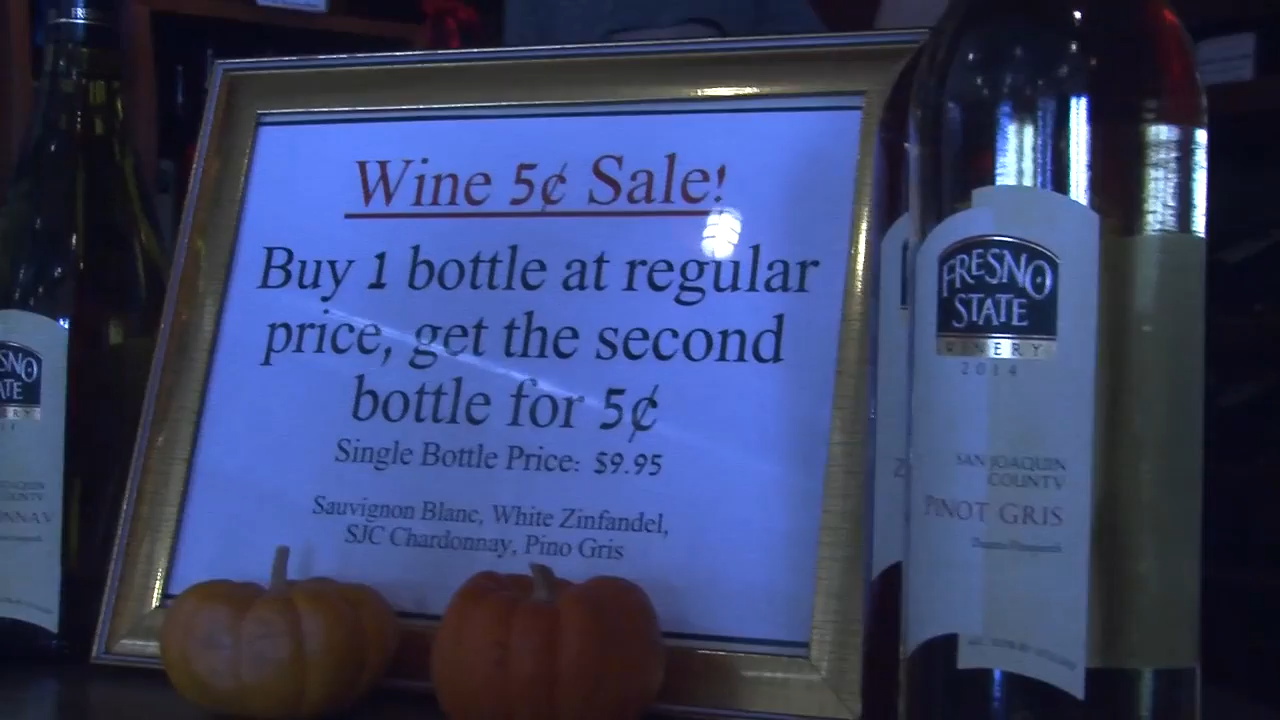 Wine 5¢ Sale!
Buy 1 bottle at regular
price, get the second
bottle for 5¢
Single Bottle Price: $9.95
Sauvignon Blanc, White Zinfandel,
SJC Chardonnay, Pino Gris
FRESNO
STATE
WINERY
2014
SAN JOAQUIN
COUNTY
PINOT GRIS